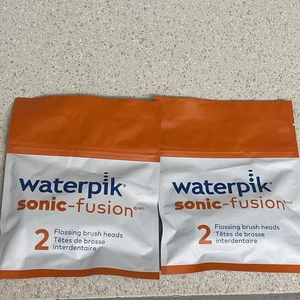 waterpik®
sonic-fusion
2 Flossing brush heads
Têtes de brosse
interdentaire
waterpik®
sonic-fusion
2 Flossing brush heads
Têtes de brosse
interdentaire